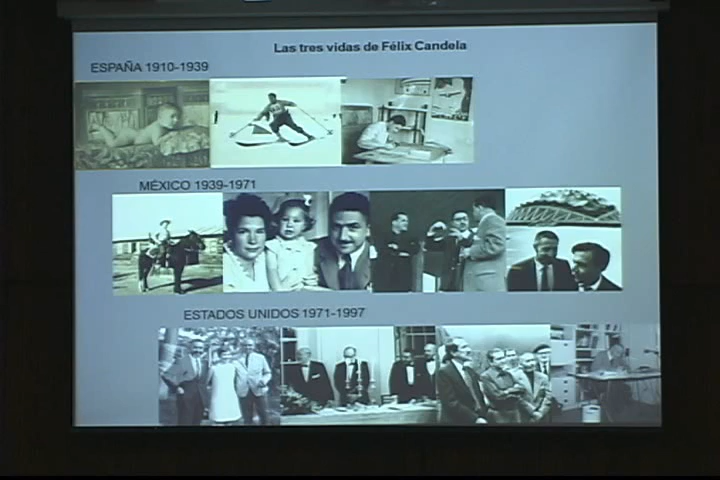 Las tres vidas de Félix Candela
ESPAÑA 1910-1939
MÉXICO 1939-1971
ESTADOS UNIDOS 1971-1997